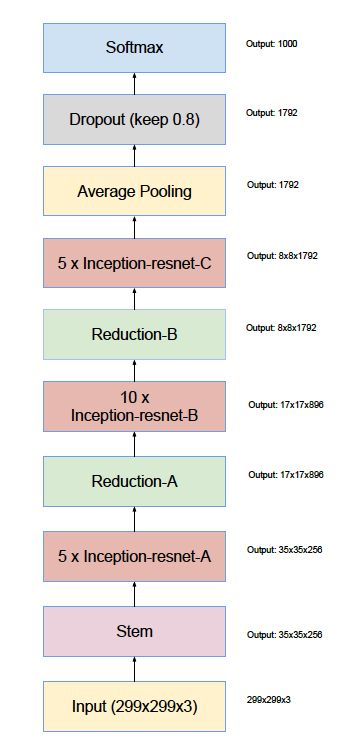 Softmax
Output: 1000
Dropout (keep 0.8)
Output: 1792
Average Pooling
Output: 1792
5 x Inception-resnet-C
Output: 8x8x1792
Reduction-B
Output: 8x8x1792
10 x
Inception-resnet-B
Output: 17x17x896
Reduction-A
Output: 17x17x896
5 x Inception-resnet-A
Output: 35x35x256
Stem
Output: 35x35x256
Input (299x299x3)
299x299x3